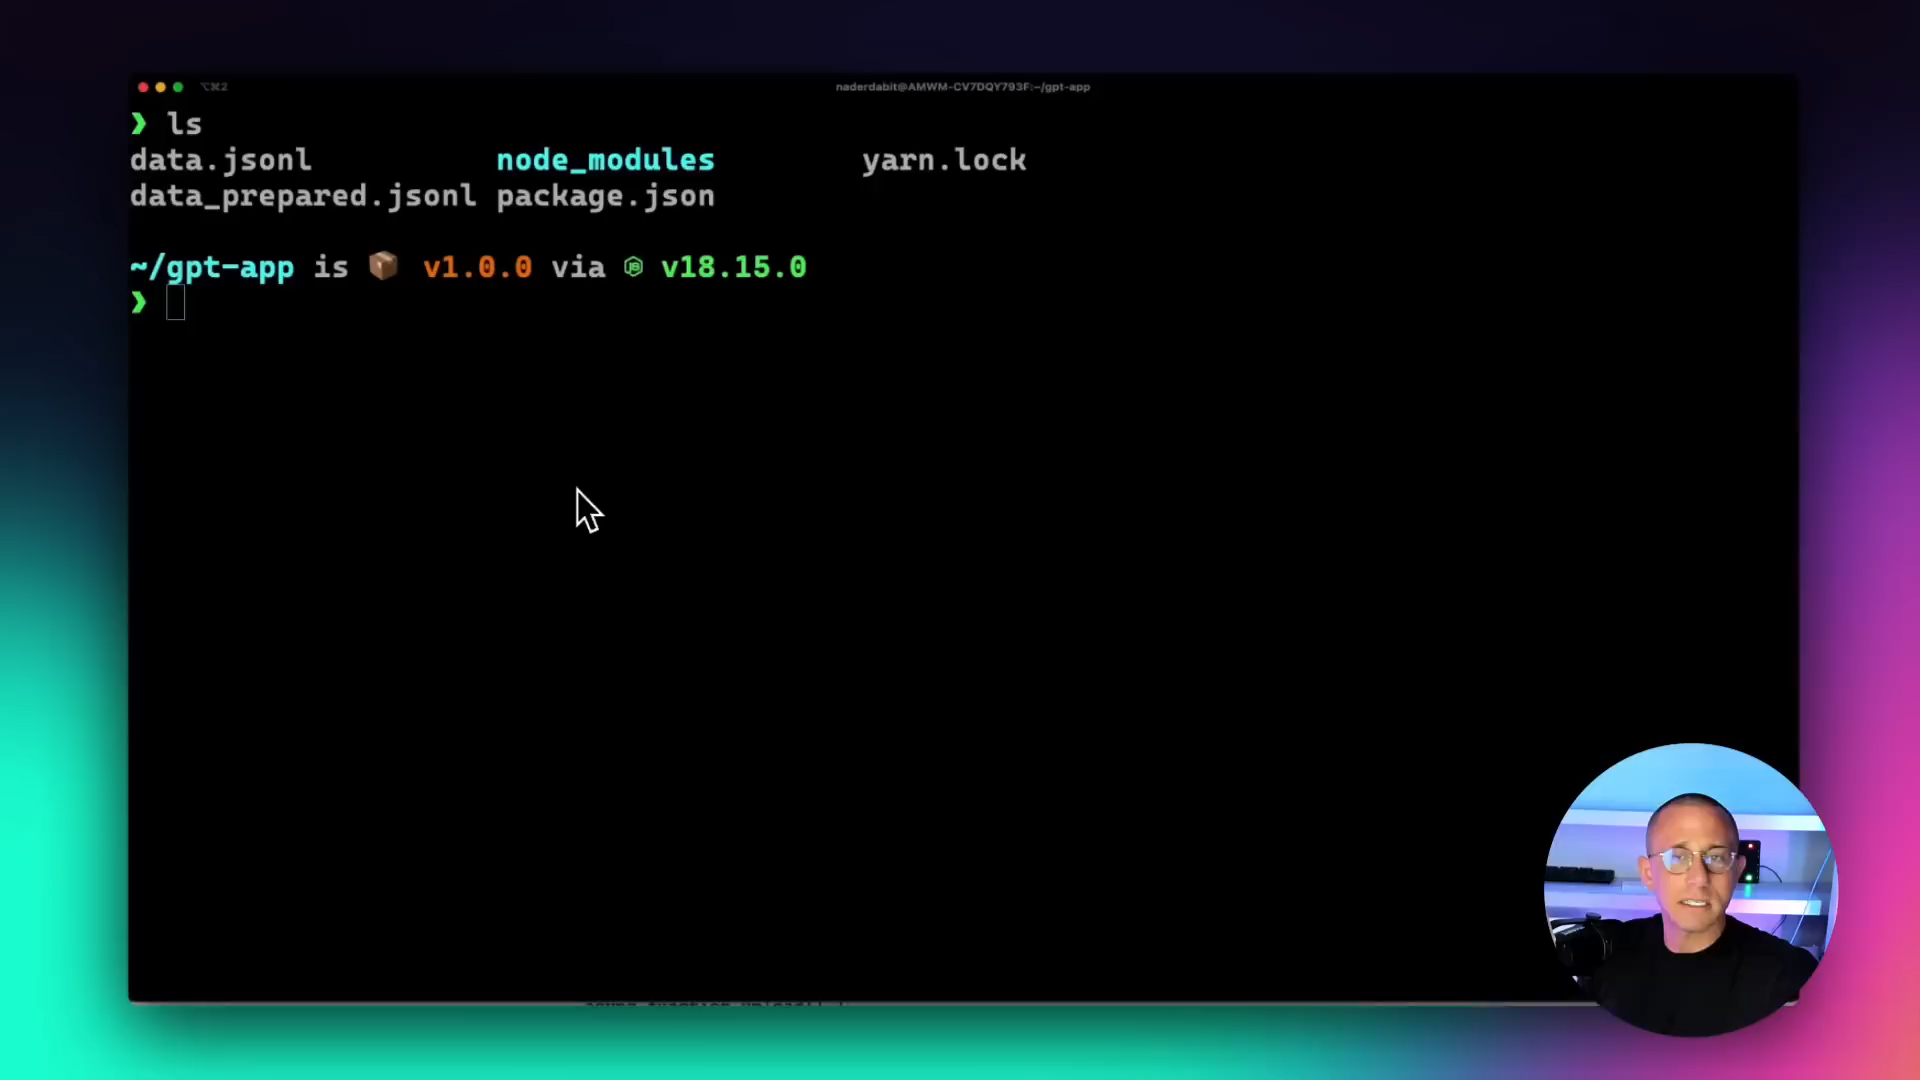 ⌥⌘2
naderdabit@AMWM-CV7DQY793F:~/gpt-app
❯ ls
data.jsonl node_modules yarn.lock
data_prepared.jsonl package.json
~/gpt-app is 📦 v1.0.0 via v18.15.0
❯